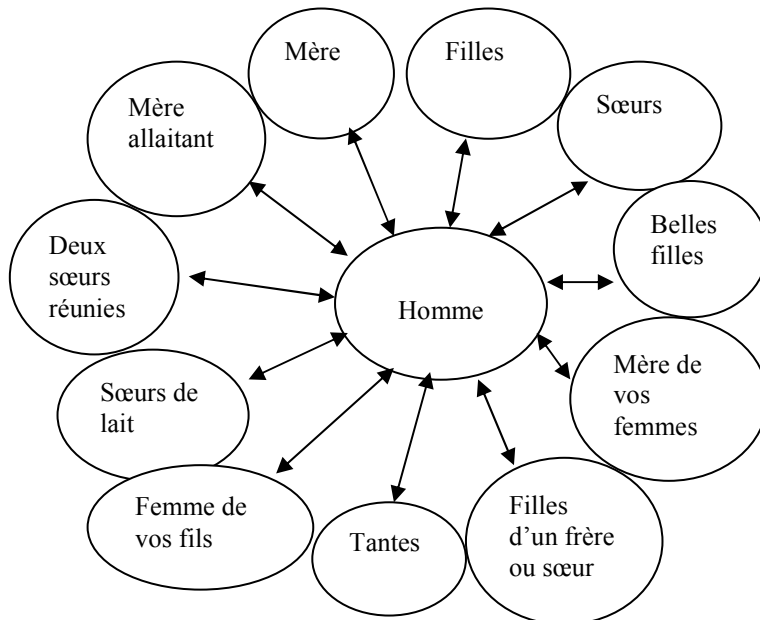 Mère
Filles
Sœurs
Mère
allaitant
Belles
filles
Deux
sœurs
réunies
Homme
Mère de
vos
femmes
Sœurs de
lait
Femme de
vos fils
Tantes
Filles
d'un frère
ou sœur